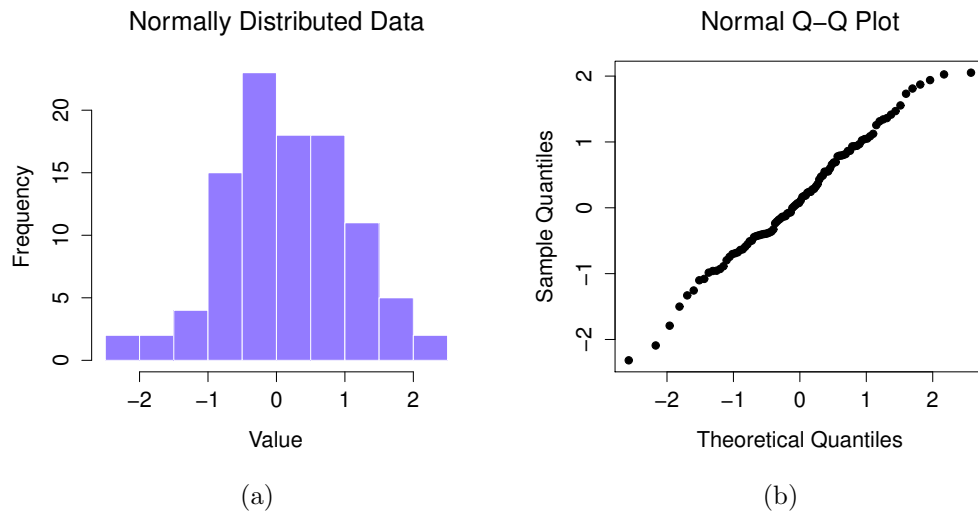 Normally Distributed Data
Frequency
0
5
10
15
20
−2
−1
0
1
2
Value
(a)
Normal Q−Q Plot
Sample Quantiles
−2
−1
0
1
2
−2
−1
0
1
2
Theoretical Quantiles
(b)